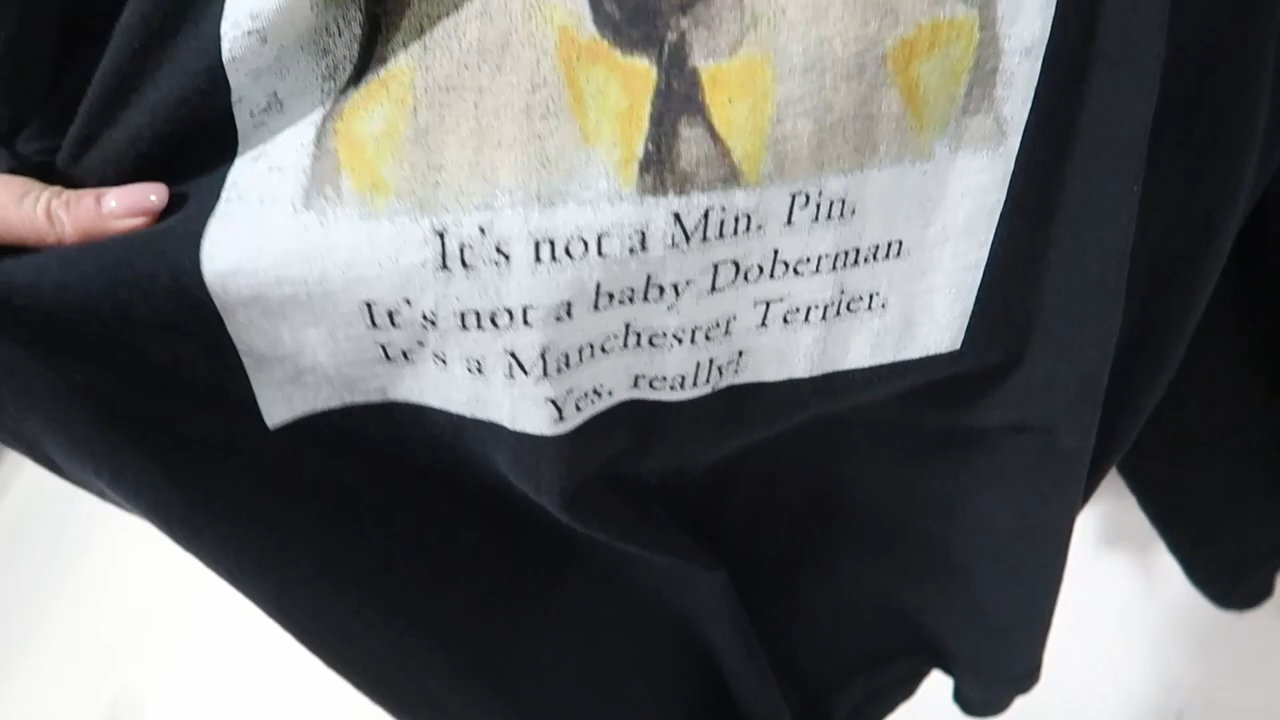 It's not a Min. Pin.
It's not a baby Doberman.
It's a Manchester Terrier.
Yes, really!